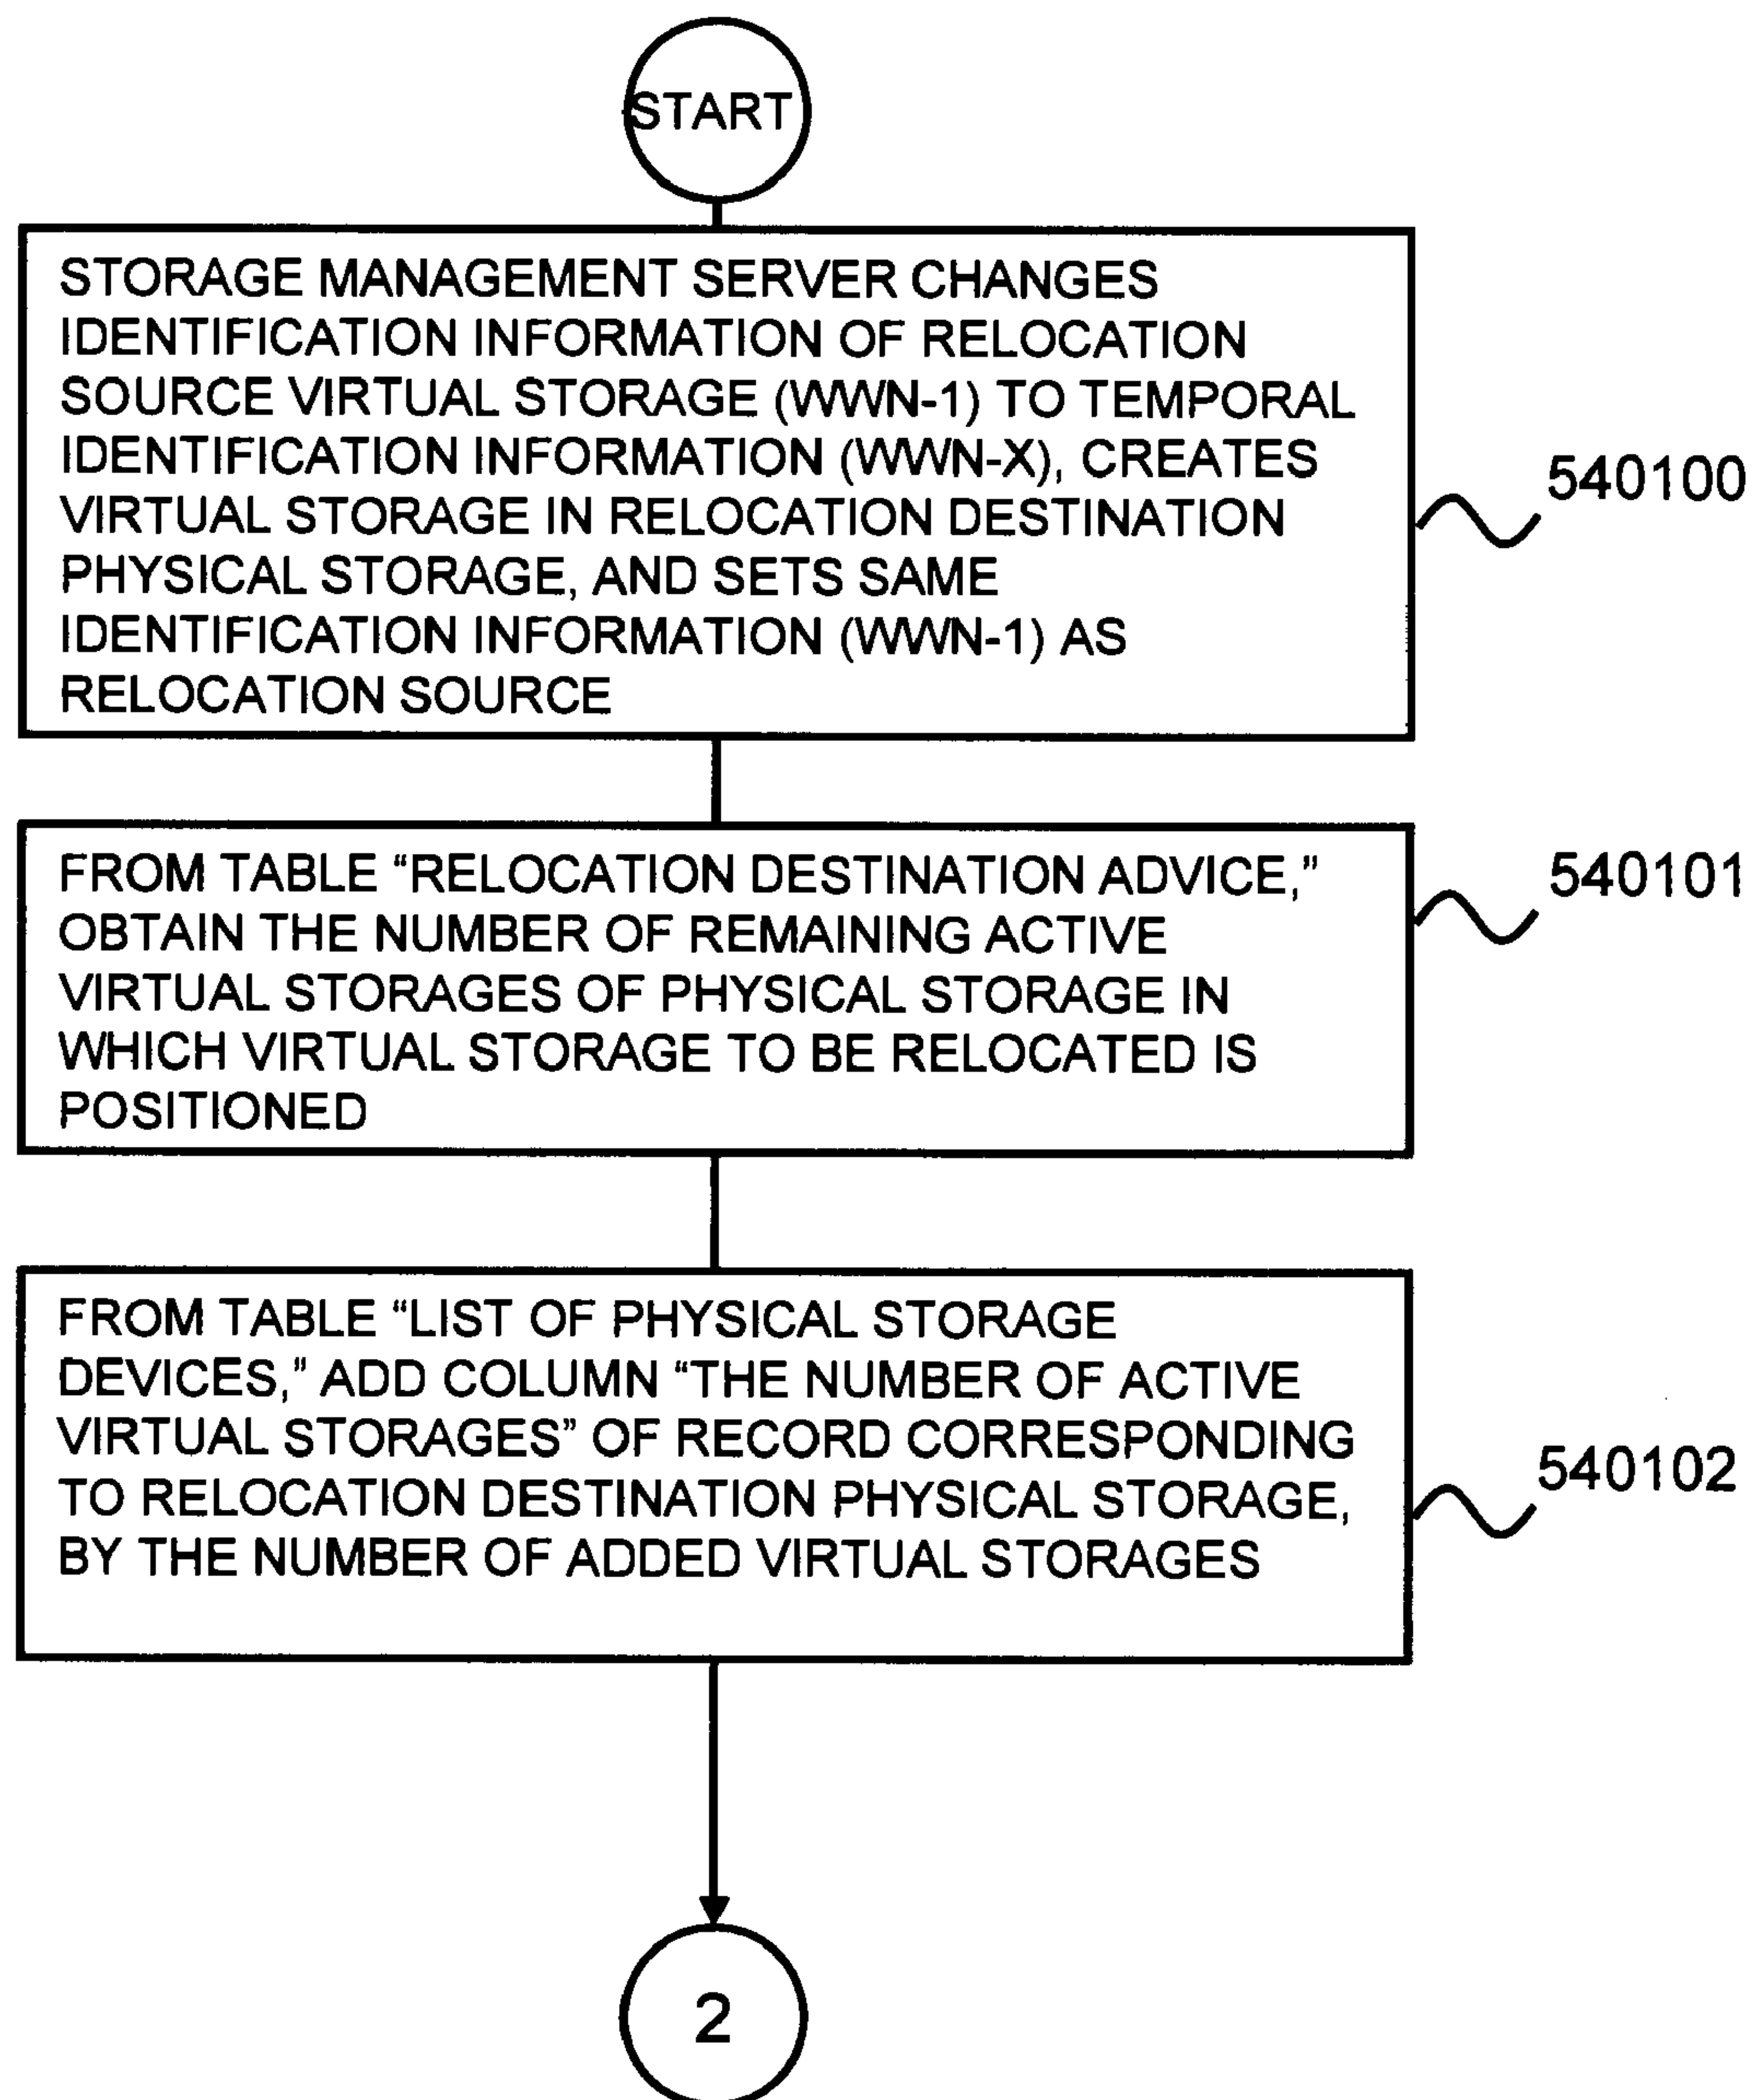 START
STORAGE MANAGEMENT SERVER CHANGES
IDENTIFICATION INFORMATION OF RELOCATION
SOURCE VIRTUAL STORAGE (WWN-1) TO TEMPORAL
IDENTIFICATION INFORMATION (WWN-X), CREATES
VIRTUAL STORAGE IN RELOCATION DESTINATION
PHYSICAL STORAGE, AND SETS SAME
IDENTIFICATION INFORMATION (WWN-1) AS
RELOCATION SOURCE
540100
FROM TABLE “RELOCATION DESTINATION ADVICE,”
OBTAIN THE NUMBER OF REMAINING ACTIVE
VIRTUAL STORAGES OF PHYSICAL STORAGE IN
WHICH VIRTUAL STORAGE TO BE RELOCATED IS
POSITIONED
540101
FROM TABLE “LIST OF PHYSICAL STORAGE
DEVICES,” ADD COLUMN “THE NUMBER OF ACTIVE
VIRTUAL STORAGES” OF RECORD CORRESPONDING
TO RELOCATION DESTINATION PHYSICAL STORAGE,
BY THE NUMBER OF ADDED VIRTUAL STORAGES
540102
2